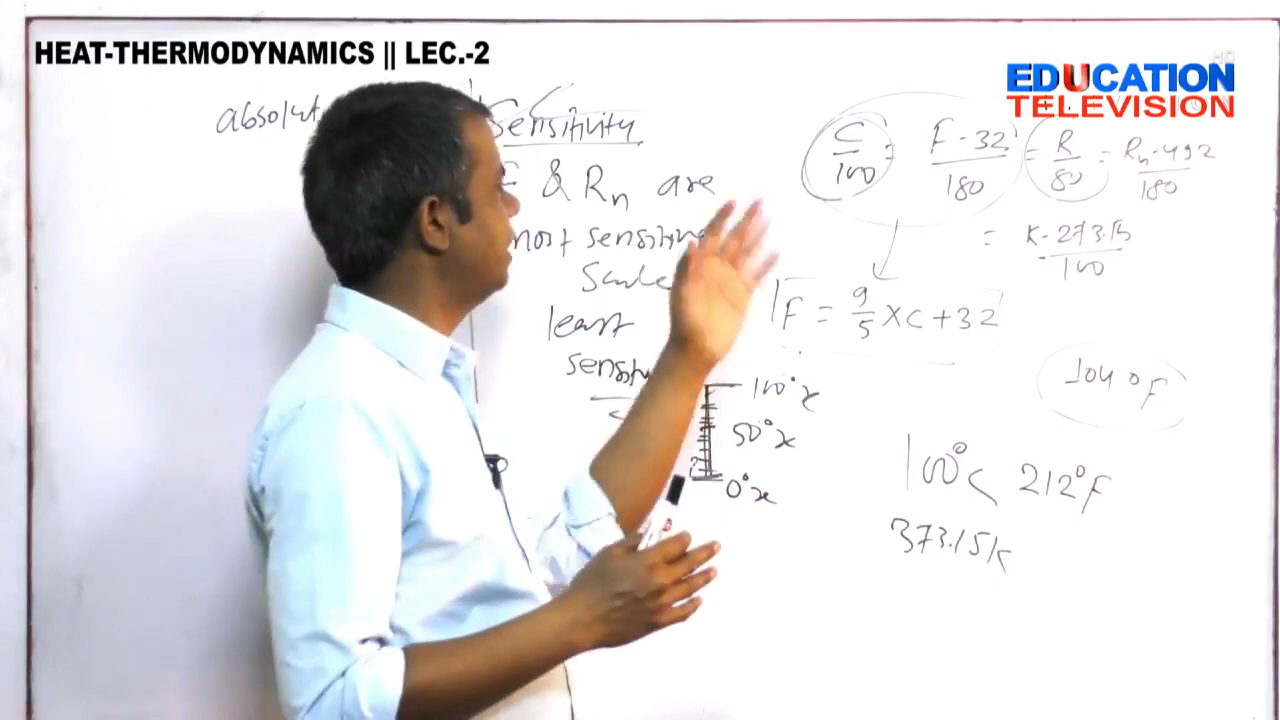 HEAT-THERMODYNAMICS || LEC.-2
EDUCATION
TELEVISION
HD
Sensitivity
& Rn are
most sensitive
Scale
least
C/100 = F-32/180 = R/80 = Rn-492/180
= K-273.15/100
F = 9/5 × C + 32
104°F
100°x
50°x
0°x
100°C 212°F
373.15K